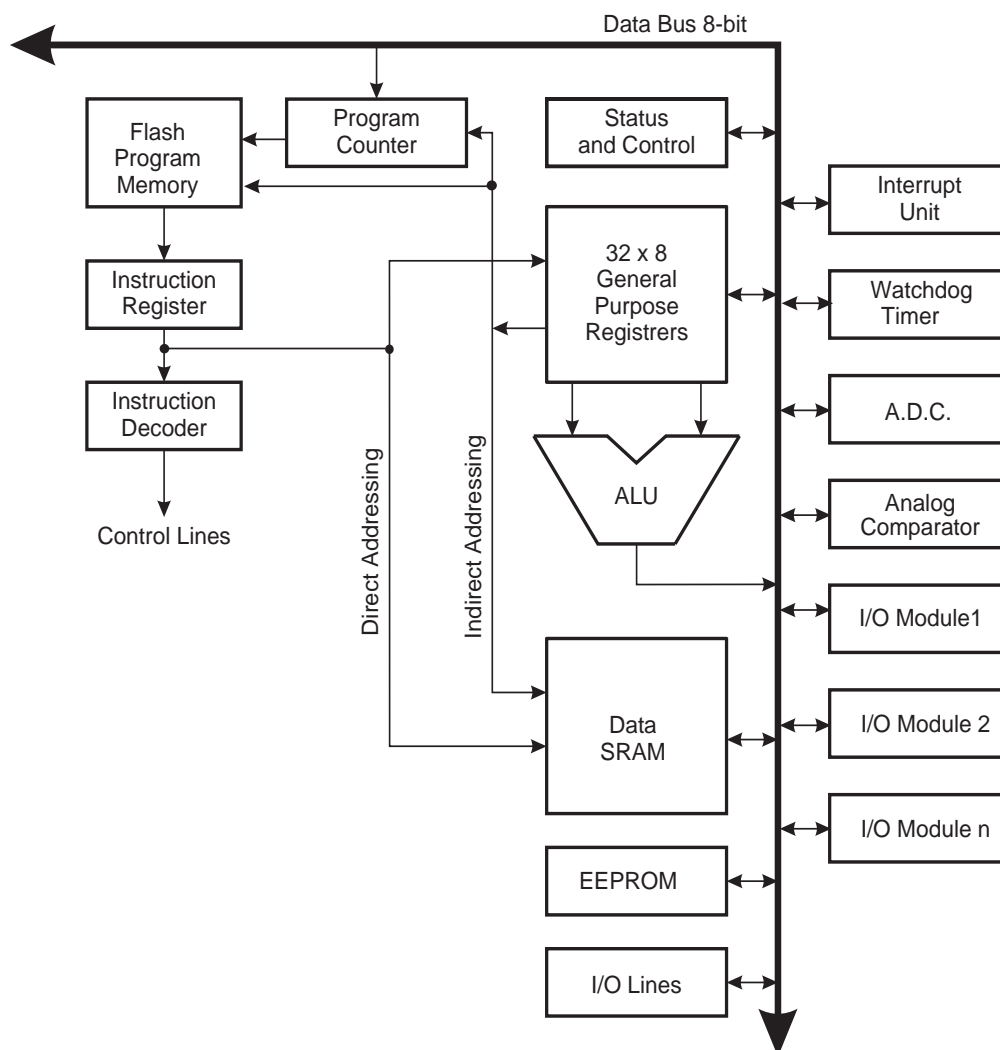 Data Bus 8-bit
Flash
Program
Memory
Program
Counter
Status
and Control
Interrupt
Unit
32 x 8
General
Purpose
Registrers
Instruction
Register
Watchdog
Timer
Instruction
Decoder
A.D.C.
Direct Addressing
Indirect Addressing
ALU
Analog
Comparator
Control Lines
I/O Module1
Data
SRAM
I/O Module 2
I/O Module n
EEPROM
I/O Lines